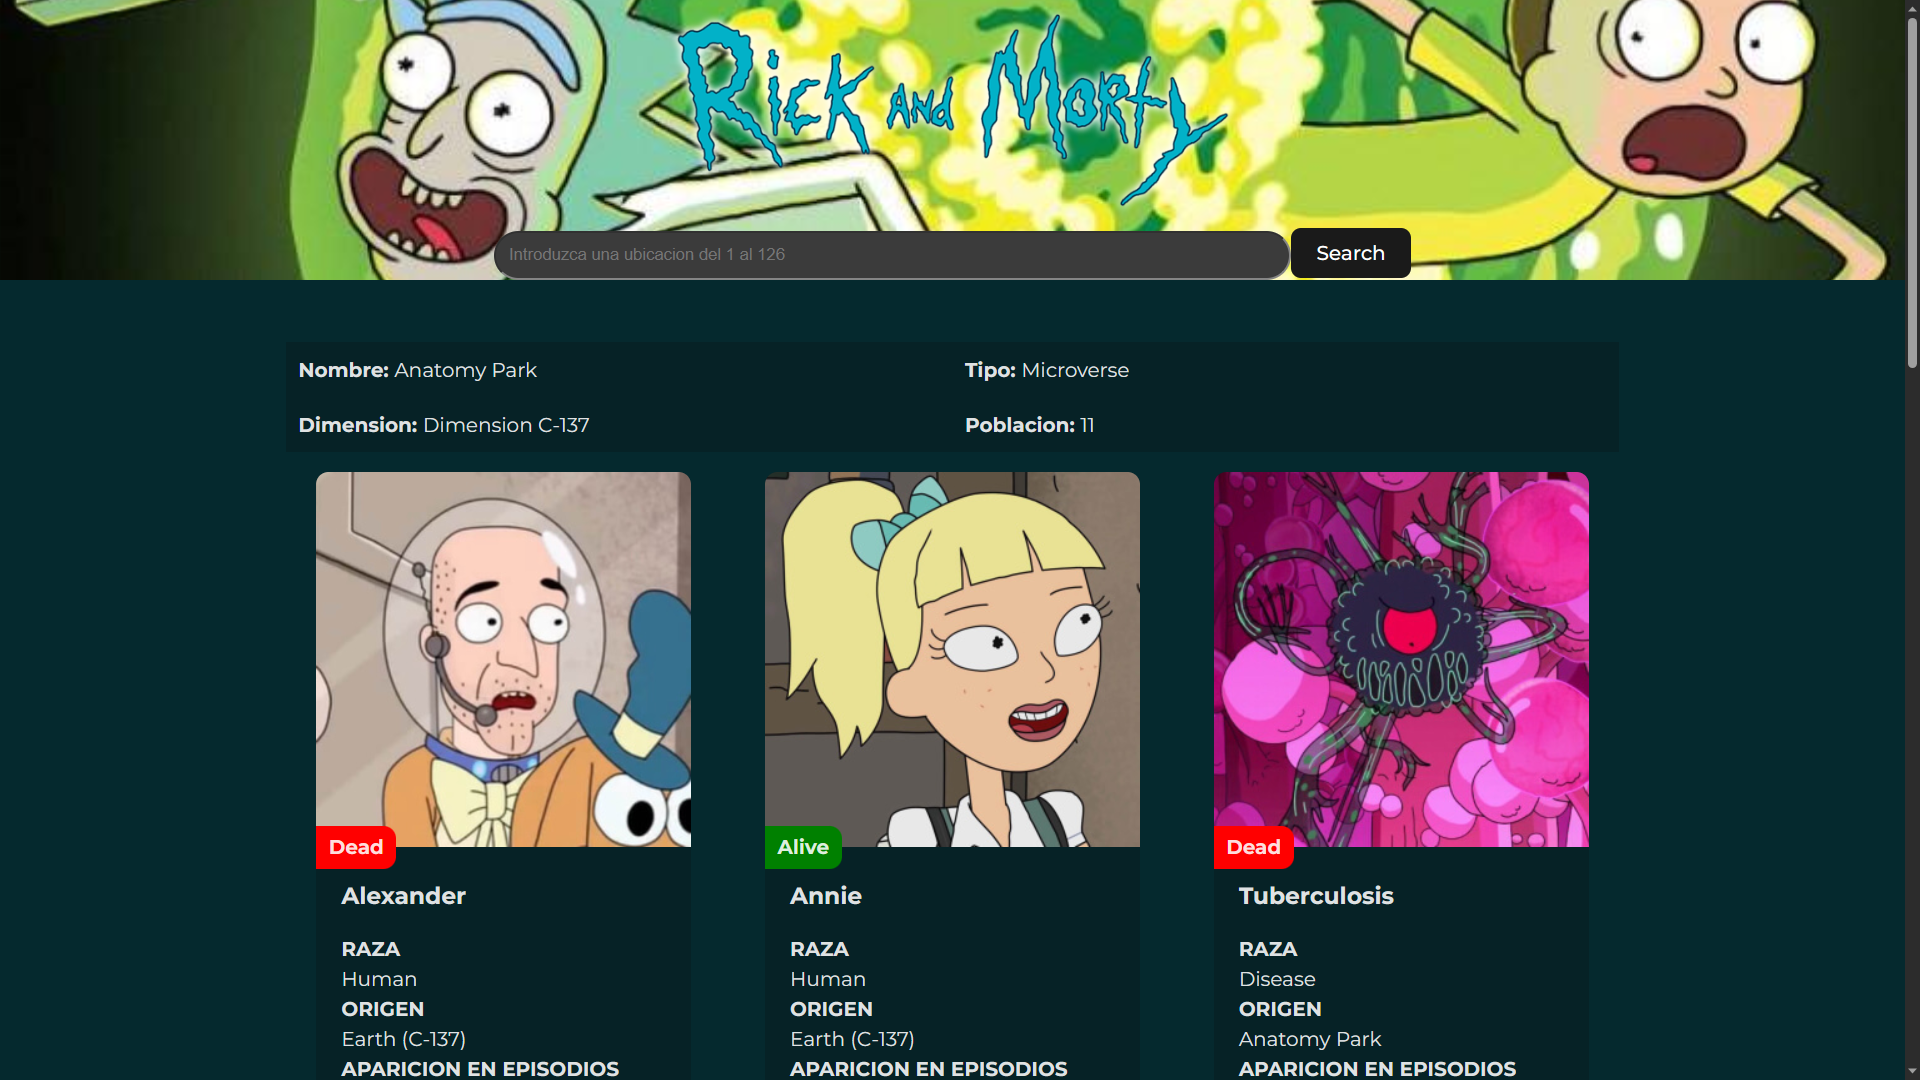 Rick and Morty
Introduzca una ubicacion del 1 al 126
Search
Nombre: Anatomy Park
Tipo: Microverse
Dimension: Dimension C-137
Poblacion: 11
Dead
Alive
Dead
Alexander
Annie
Tuberculosis
RAZA
Human
ORIGEN
Earth (C-137)
APARICION EN EPISODIOS
RAZA
Human
ORIGEN
Earth (C-137)
APARICION EN EPISODIOS
RAZA
Disease
ORIGEN
Anatomy Park
APARICION EN EPISODIOS